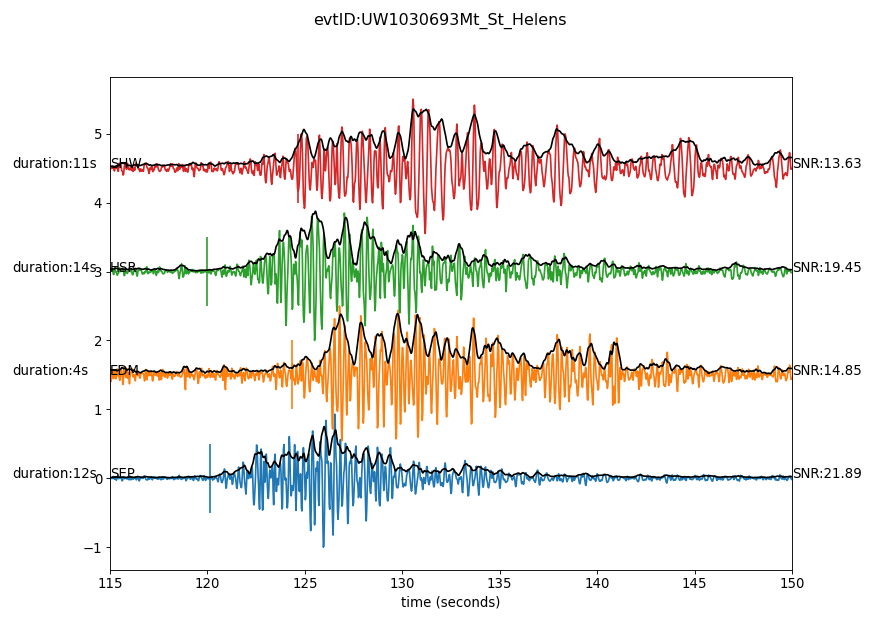 evtID:UW1030693Mt_St_Helens
5
duration:11s SHW SNR:13.63
4
duration:14s HSR SNR:19.45
3
2
duration:4s EDM SNR:14.85
1
duration:12s SEP SNR:21.89
0
−1
115 120 125 130 135 140 145 150
time (seconds)